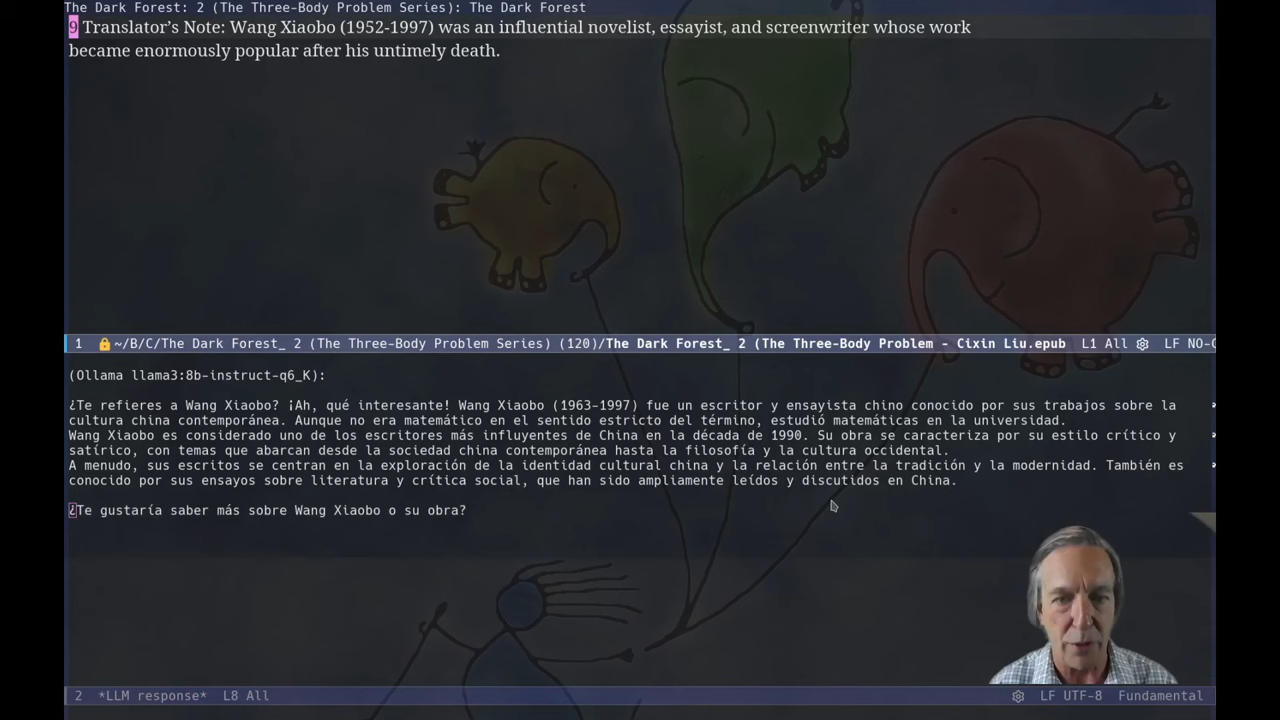 The Dark Forest: 2 (The Three-Body Problem Series): The Dark Forest
9 Translator’s Note: Wang Xiaobo (1952-1997) was an influential novelist, essayist, and screenwriter whose work
became enormously popular after his untimely death.
1 ~/B/C/The Dark Forest_ 2 (The Three-Body Problem Series) (120)/The Dark Forest_ 2 (The Three-Body Problem - Cixin Liu.epub L1 All LF NO-C
(Ollama llama3:8b-instruct-q6_K):
¿Te refieres a Wang Xiaobo? ¡Ah, qué interesante! Wang Xiaobo (1963-1997) fue un escritor y ensayista chino conocido por sus trabajos sobre la
cultura china contemporánea. Aunque no era matemático en el sentido estricto del término, estudió matemáticas en la universidad.
Wang Xiaobo es considerado uno de los escritores más influyentes de China en la década de 1990. Su obra se caracteriza por su estilo crítico y
satírico, con temas que abarcan desde la sociedad china contemporánea hasta la filosofía y la cultura occidental.
A menudo, sus escritos se centran en la exploración de la identidad cultural china y la relación entre la tradición y la modernidad. También es
conocido por sus ensayos sobre literatura y crítica social, que han sido ampliamente leídos y discutidos en China.
¿Te gustaría saber más sobre Wang Xiaobo o su obra?
2 *LLM response* L8 All LF UTF-8 Fundamental